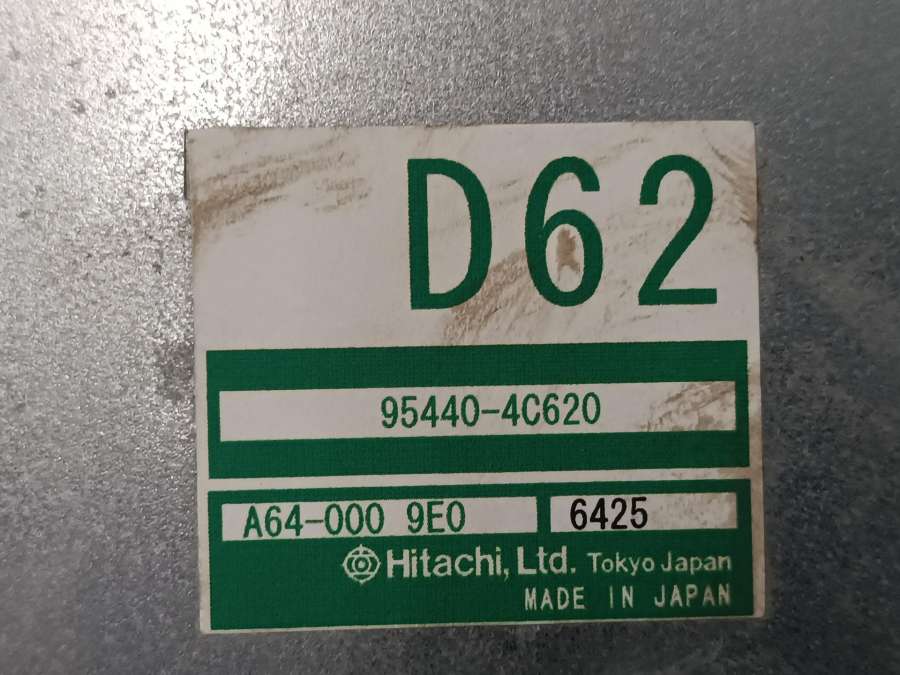 D62
95440-4C620
A64-000 9E0 6425
Hitachi, Ltd. Tokyo Japan
MADE IN JAPAN